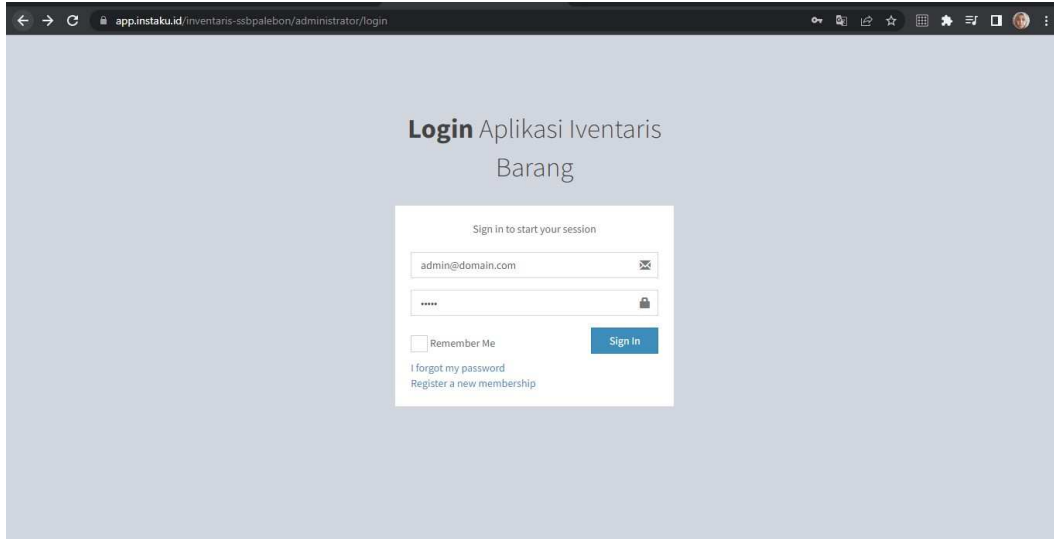 app.instaku.id/inventaris-ssbpalebon/administrator/login
Login Aplikasi Iventaris
Barang
Sign in to start your session
admin@domain.com
•••••
Remember Me
Sign In
I forgot my password
Register a new membership